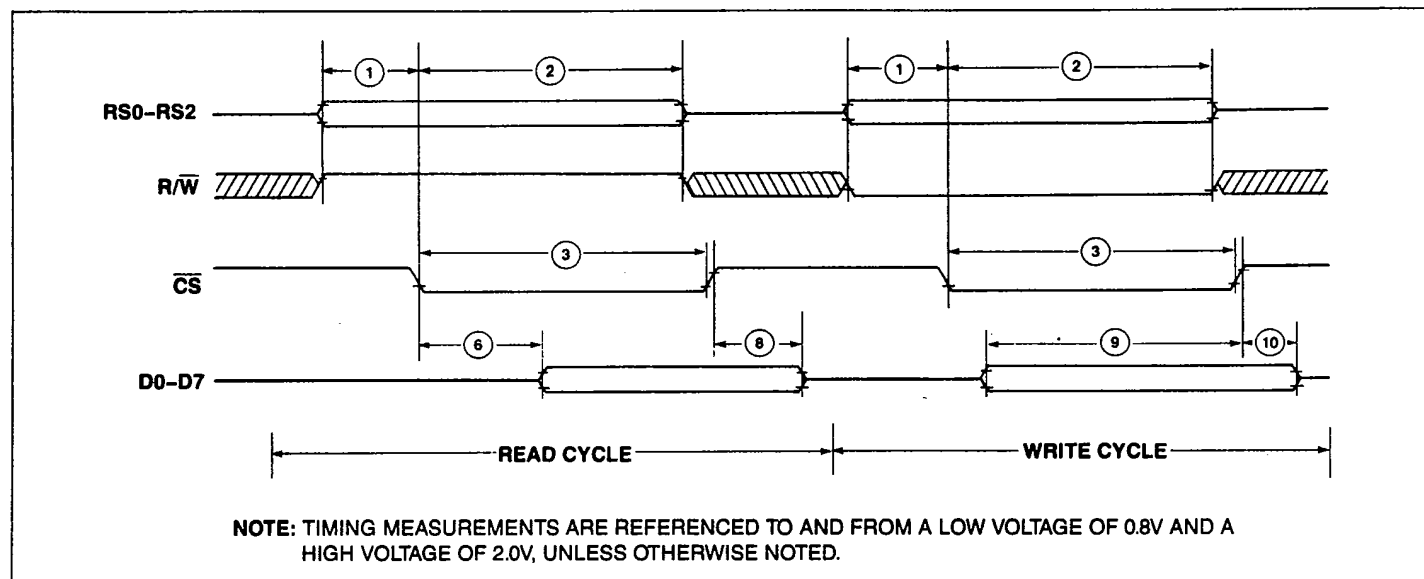 ① ② ① ②
RS0–RS2
R/W̅
③ ③
C̅S̅
⑥ ⑧ ⑨ ⑩
D0–D7
READ CYCLE WRITE CYCLE
NOTE: TIMING MEASUREMENTS ARE REFERENCED TO AND FROM A LOW VOLTAGE OF 0.8V AND A
HIGH VOLTAGE OF 2.0V, UNLESS OTHERWISE NOTED.